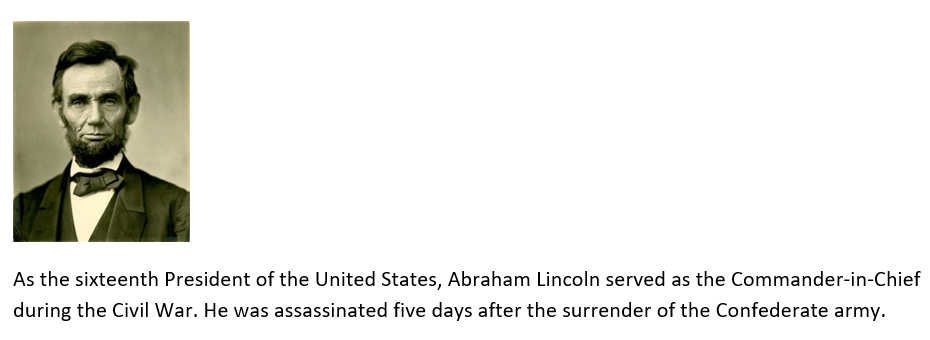 As the sixteenth President of the United States, Abraham Lincoln served as the Commander-in-Chief
during the Civil War. He was assassinated five days after the surrender of the Confederate army.